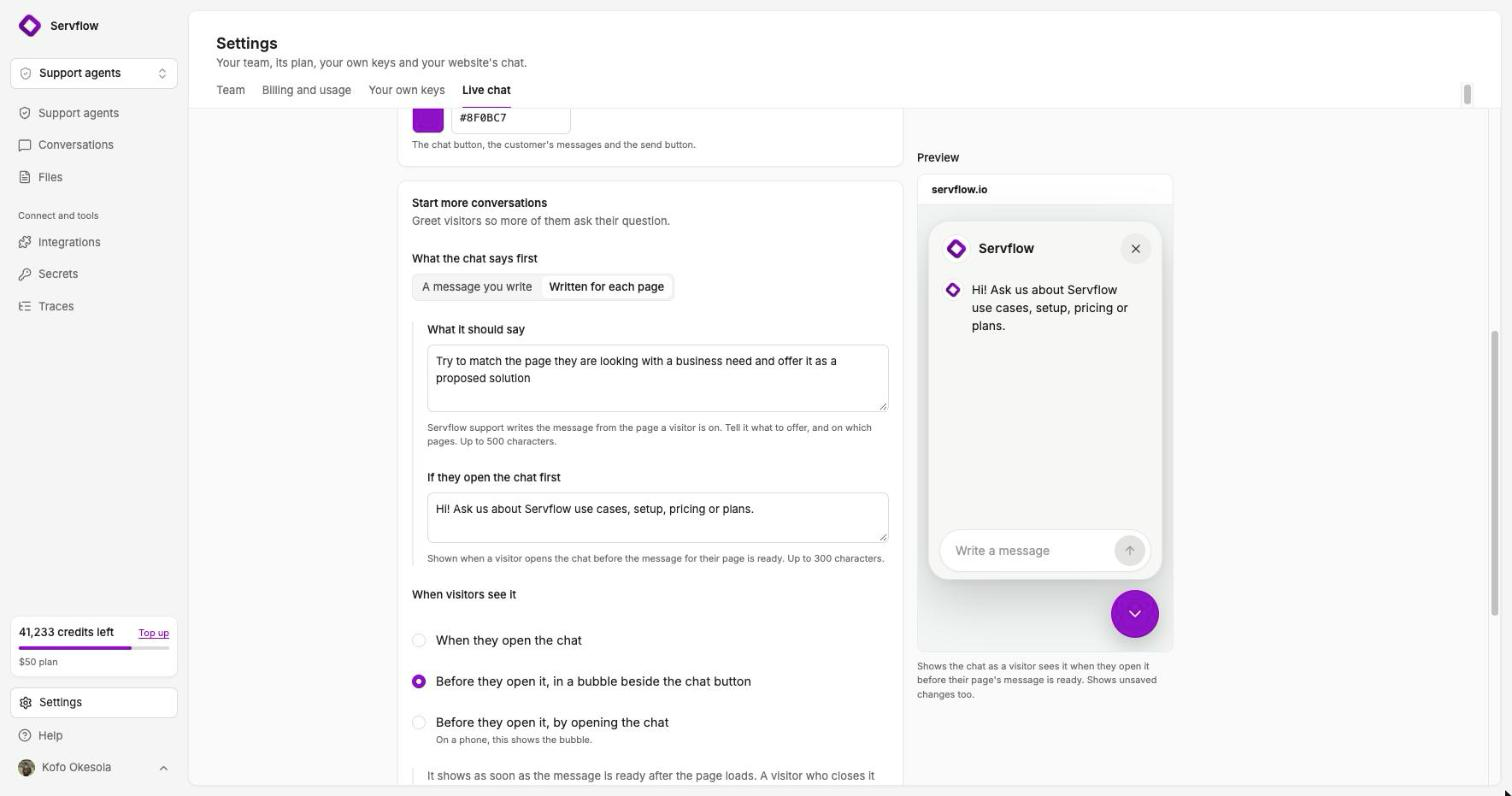 Servflow
Support agents
Support agents
Conversations
Files
Connect and tools
Integrations
Secrets
Traces
41,233 credits left
Top up
$50 plan
Settings
Help
Kofo Okesola
Settings
Your team, its plan, your own keys and your website's chat.
Team
Billing and usage
Your own keys
Live chat
#8F0BC7
The chat button, the customer's messages and the send button.
Start more conversations
Greet visitors so more of them ask their question.
What the chat says first
A message you write
Written for each page
What it should say
Try to match the page they are looking with a business need and offer it as a
proposed solution
Servflow support writes the message from the page a visitor is on. Tell it what to offer, and on which
pages. Up to 500 characters.
If they open the chat first
Hi! Ask us about Servflow use cases, setup, pricing or plans.
Shown when a visitor opens the chat before the message for their page is ready. Up to 300 characters.
When visitors see it
When they open the chat
Before they open it, in a bubble beside the chat button
Before they open it, by opening the chat
On a phone, this shows the bubble.
It shows as soon as the message is ready after the page loads. A visitor who closes it
Preview
servflow.io
Servflow
Hi! Ask us about Servflow
use cases, setup, pricing or
plans.
Write a message
Shows the chat as a visitor sees it when they open it
before their page's message is ready. Shows unsaved
changes too.